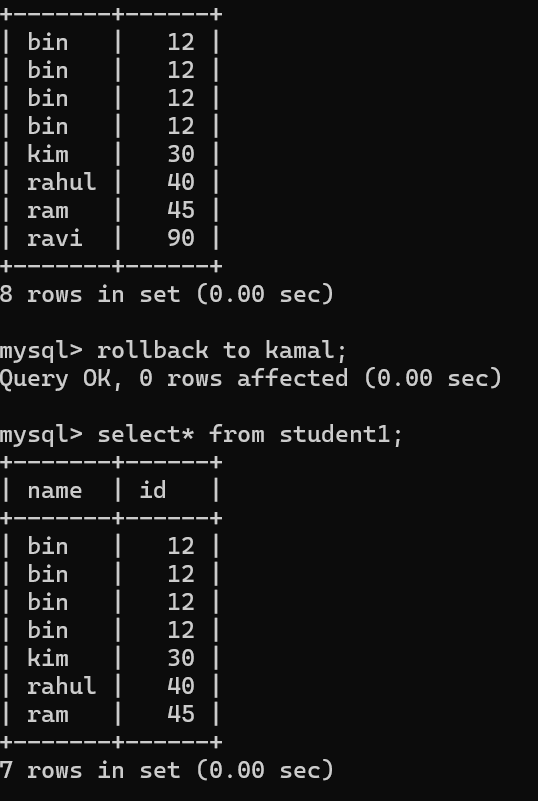 +-------+------+
| bin   |   12 |
| bin   |   12 |
| bin   |   12 |
| bin   |   12 |
| kim   |   30 |
| rahul |   40 |
| ram   |   45 |
| ravi  |   90 |
+-------+------+
8 rows in set (0.00 sec)
mysql> rollback to kamal;
Query OK, 0 rows affected (0.00 sec)
mysql> select* from student1;
+-------+------+
| name  | id   |
+-------+------+
| bin   |   12 |
| bin   |   12 |
| bin   |   12 |
| bin   |   12 |
| kim   |   30 |
| rahul |   40 |
| ram   |   45 |
+-------+------+
7 rows in set (0.00 sec)